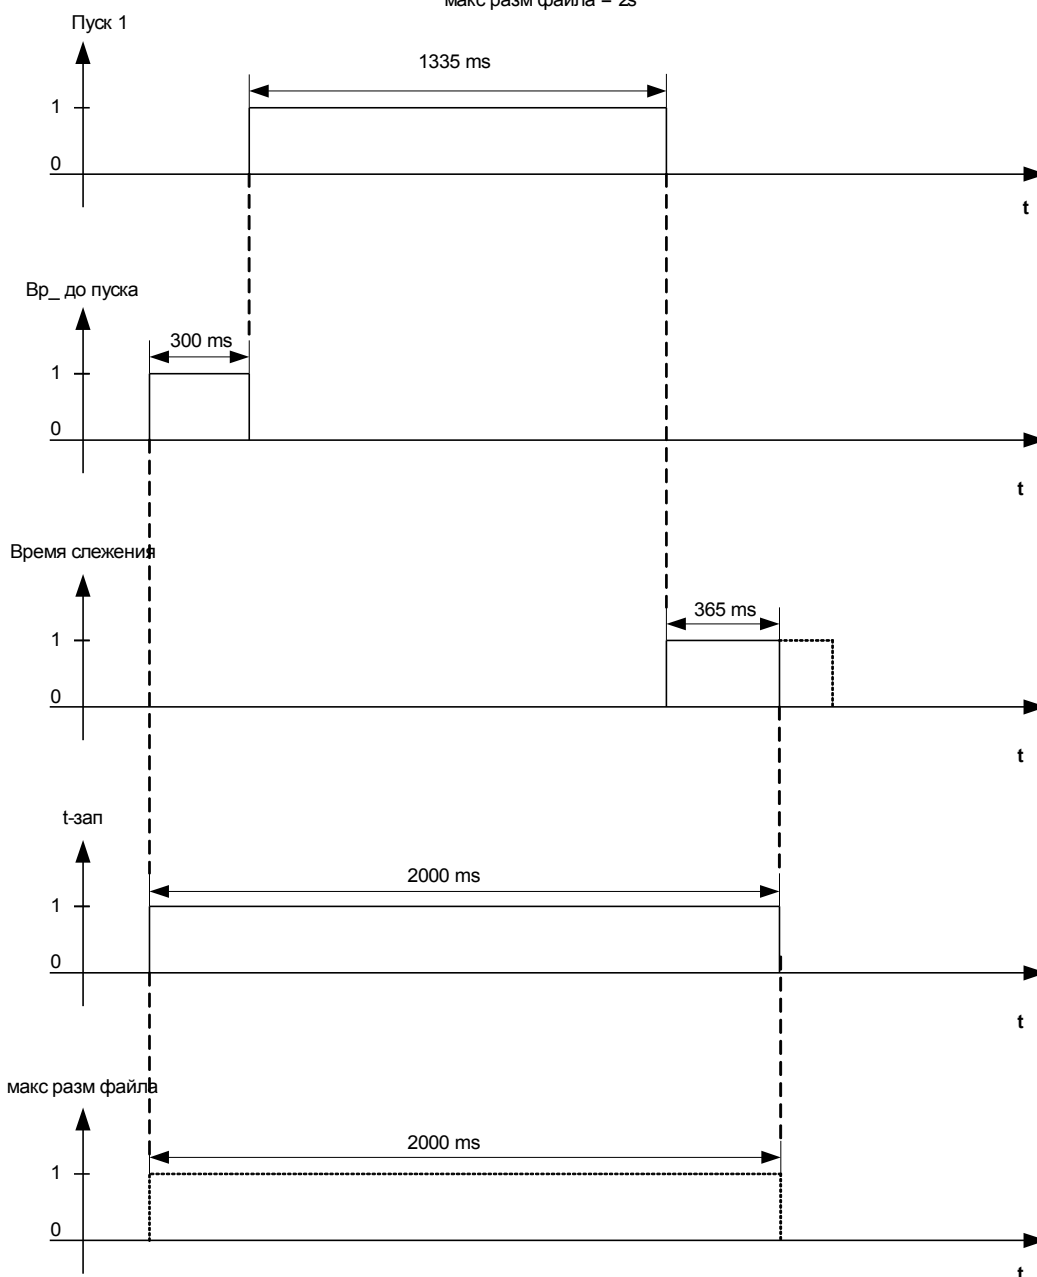 макс разм файла = 2s
Пуск 1
1335 ms
1
0
t
Вр_ до пуска
300 ms
1
0
t
Время слежения
365 ms
1
0
t
t-зап
2000 ms
1
0
t
макс разм файла
2000 ms
1
0
t